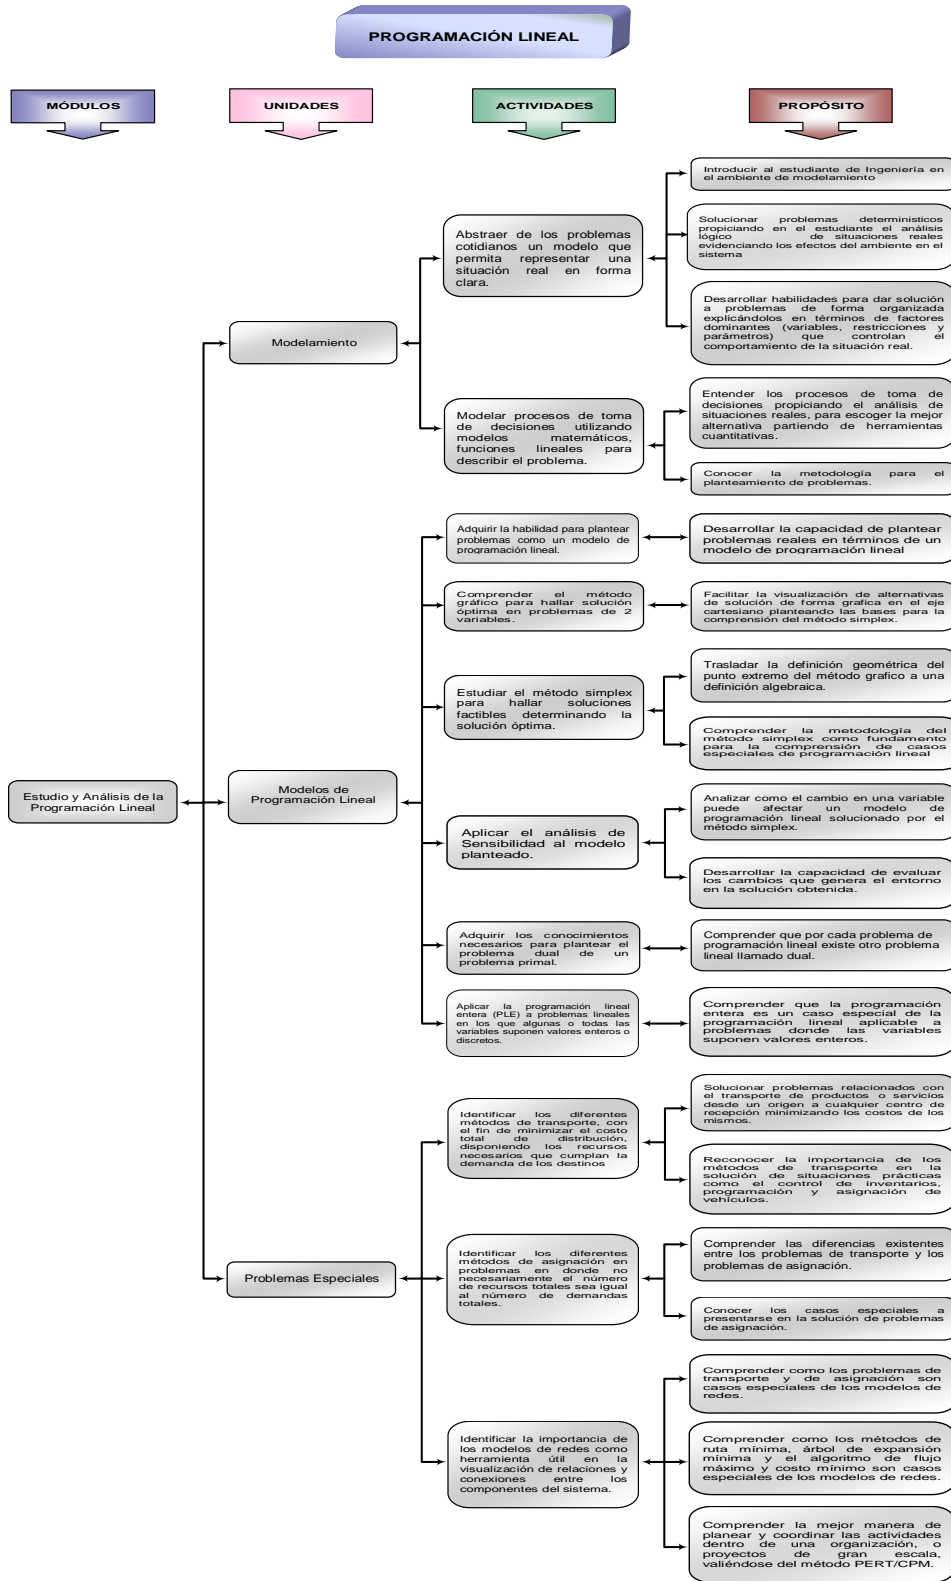 PROGRAMACIÓN LINEAL
MÓDULOS
UNIDADES
ACTIVIDADES
PROPÓSITO
Estudio y Análisis de la
Programación Lineal
Modelamiento
Abstraer de los problemas
cotidianos un modelo que
permita representar una
situación real en forma
clara.
Introducir al estudiante de Ingeniería en
el ambiente de modelamiento
Solucionar problemas deterministicos
propiciando en el estudiante el análisis
lógico de situaciones reales
evidenciando los efectos del ambiente en el
sistema
Desarrollar habilidades para dar solución
a problemas de forma organizada
explicándolos en términos de factores
dominantes (variables, restricciones y
parámetros) que controlan el
comportamiento de la situación real.
Modelar procesos de toma
de decisiones utilizando
modelos matemáticos,
funciones lineales para
describir el problema.
Entender los procesos de toma de
decisiones propiciando el análisis de
situaciones reales, para escoger la mejor
alternativa partiendo de herramientas
cuantitativas.
Conocer la metodología para el
planteamiento de problemas.
Modelos de
Programación Lineal
Adquirir la habilidad para plantear
problemas como un modelo de
programación lineal.
Desarrollar la capacidad de plantear
problemas reales en términos de un
modelo de programación lineal
Comprender el método
gráfico para hallar solución
óptima en problemas de 2
variables.
Facilitar la visualización de alternativas
de solución de forma grafica en el eje
cartesiano planteando las bases para la
comprensión del método simplex.
Estudiar el método simplex
para hallar soluciones
factibles determinando la
solución óptima.
Trasladar la definición geométrica del
punto extremo del método grafico a una
definición algebraica.
Comprender la metodología del
método simplex como fundamento
para la comprensión de casos
especiales de programación lineal
Aplicar el análisis de
Sensibilidad al modelo
planteado.
Analizar como el cambio en una variable
puede afectar un modelo de
programación lineal solucionado por el
método simplex.
Desarrollar la capacidad de evaluar
los cambios que genera el entorno
en la solución obtenida.
Adquirir los conocimientos
necesarios para plantear el
problema dual de un
problema primal.
Comprender que por cada problema de
programación lineal existe otro problema
lineal llamado dual.
Aplicar la programación lineal
entera (PLE) a problemas lineales
en los que algunas o todas las
variables suponen valores enteros o
discretos.
Comprender que la programación
entera es un caso especial de la
programación lineal aplicable a
problemas donde las variables
suponen valores enteros.
Problemas Especiales
Identificar los diferentes
métodos de transporte, con
el fin de minimizar el costo
total de distribución,
disponiendo los recursos
necesarios que cumplan la
demanda de los destinos
Solucionar problemas relacionados con
el transporte de productos o servicios
desde un origen a cualquier centro de
recepción minimizando los costos de los
mismos.
Reconocer la importancia de los
métodos de transporte en la
solución de situaciones prácticas
como el control de inventarios,
programación y asignación de
vehículos.
Identificar los diferentes
métodos de asignación en
problemas en donde no
necesariamente el número
de recursos totales sea igual
al número de demandas
totales.
Comprender las diferencias existentes
entre los problemas de transporte y los
problemas de asignación.
Conocer los casos especiales a
presentarse en la solución de problemas
de asignación.
Identificar la importancia de
los modelos de redes como
herramienta útil en la
visualización de relaciones y
conexiones entre los
componentes del sistema.
Comprender como los problemas de
transporte y de asignación son
casos especiales de los modelos de
redes.
Comprender como los métodos de
ruta mínima, árbol de expansión
mínima y el algoritmo de flujo
máximo y costo mínimo son casos
especiales de los modelos de redes.
Comprender la mejor manera de
planear y coordinar las actividades
dentro de una organización, o
proyectos de gran escala,
valiéndose del método PERT/CPM.